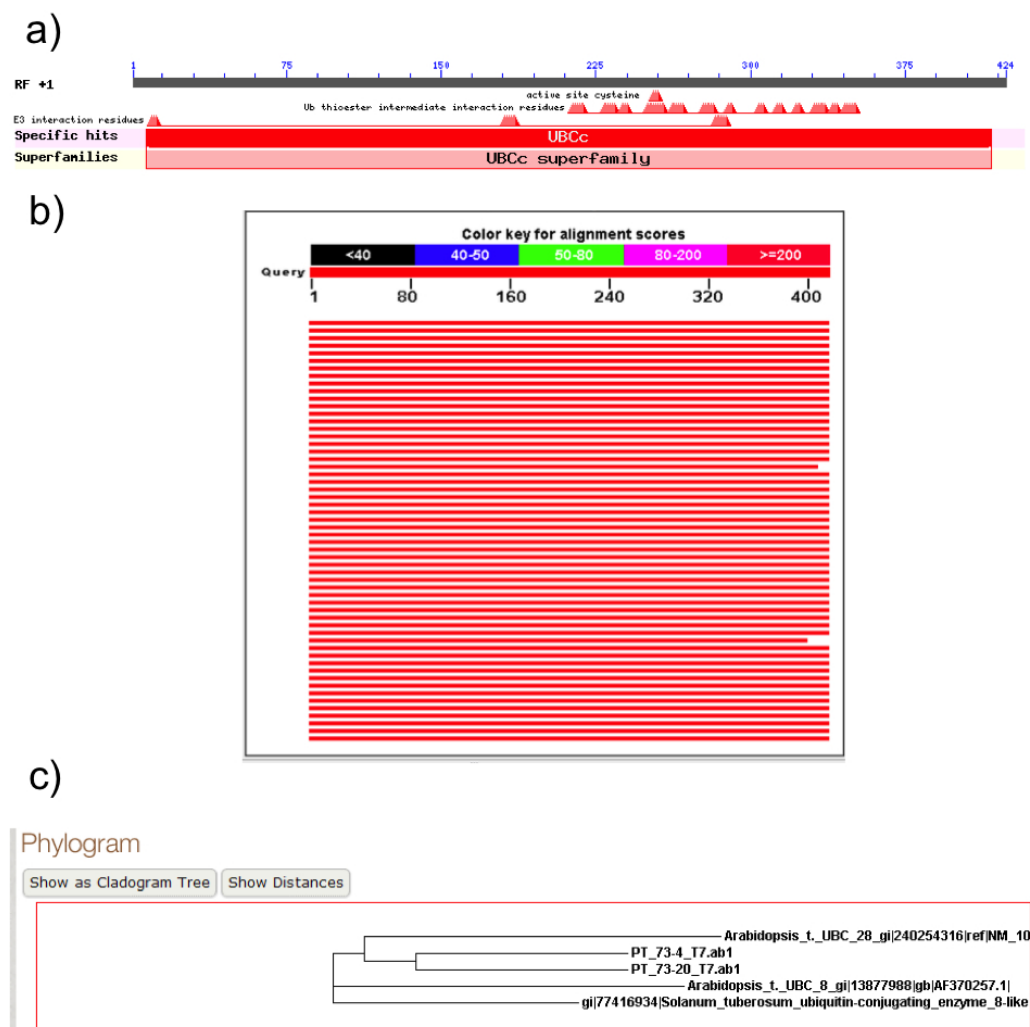 a)
1 75 150 225 300 375 424
RF +1
active site cysteine
Ub thioester intermediate interaction residues
E3 interaction residues
Specific hits UBCc
Superfamilies UBCc superfamily
b)
Color key for alignment scores
<40 40-50 50-80 80-200 >=200
Query
1 80 160 240 320 400
c)
Phylogram
Show as Cladogram Tree Show Distances
Arabidopsis_t._UBC_28_gi|240254316|ref|NM_10
PT_73-4_T7.ab1
PT_73-20_T7.ab1
Arabidopsis_t._UBC_8_gi|13877988|gb|AF370257.1|
gi|77416934|Solanum_tuberosum_ubiquitin-conjugating_enzyme_8-like